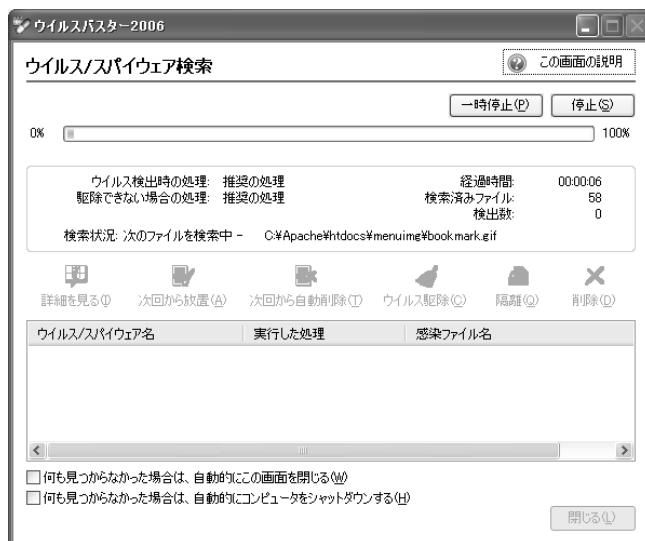 ウイルスバスター2006
ウイルス/スパイウェア検索
この画面の説明
一時停止(P)
停止(S)
0%
100%
ウイルス検出時の処理: 推奨の処理
駆除できない場合の処理: 推奨の処理
経過時間: 00:00:06
検索済みファイル: 58
検出数: 0
検索状況: 次のファイルを検索中 - C:¥Apache¥htdocs¥menuimg¥bookmark.gif
詳細を見る(I)
次回から放置(A)
次回から自動削除(T)
ウイルス駆除(C)
隔離(Q)
削除(D)
ウイルス/スパイウェア名
実行した処理
感染ファイル名
何も見つからなかった場合は、自動的にこの画面を閉じる(W)
何も見つからなかった場合は、自動的にコンピュータをシャットダウンする(H)
閉じる(L)